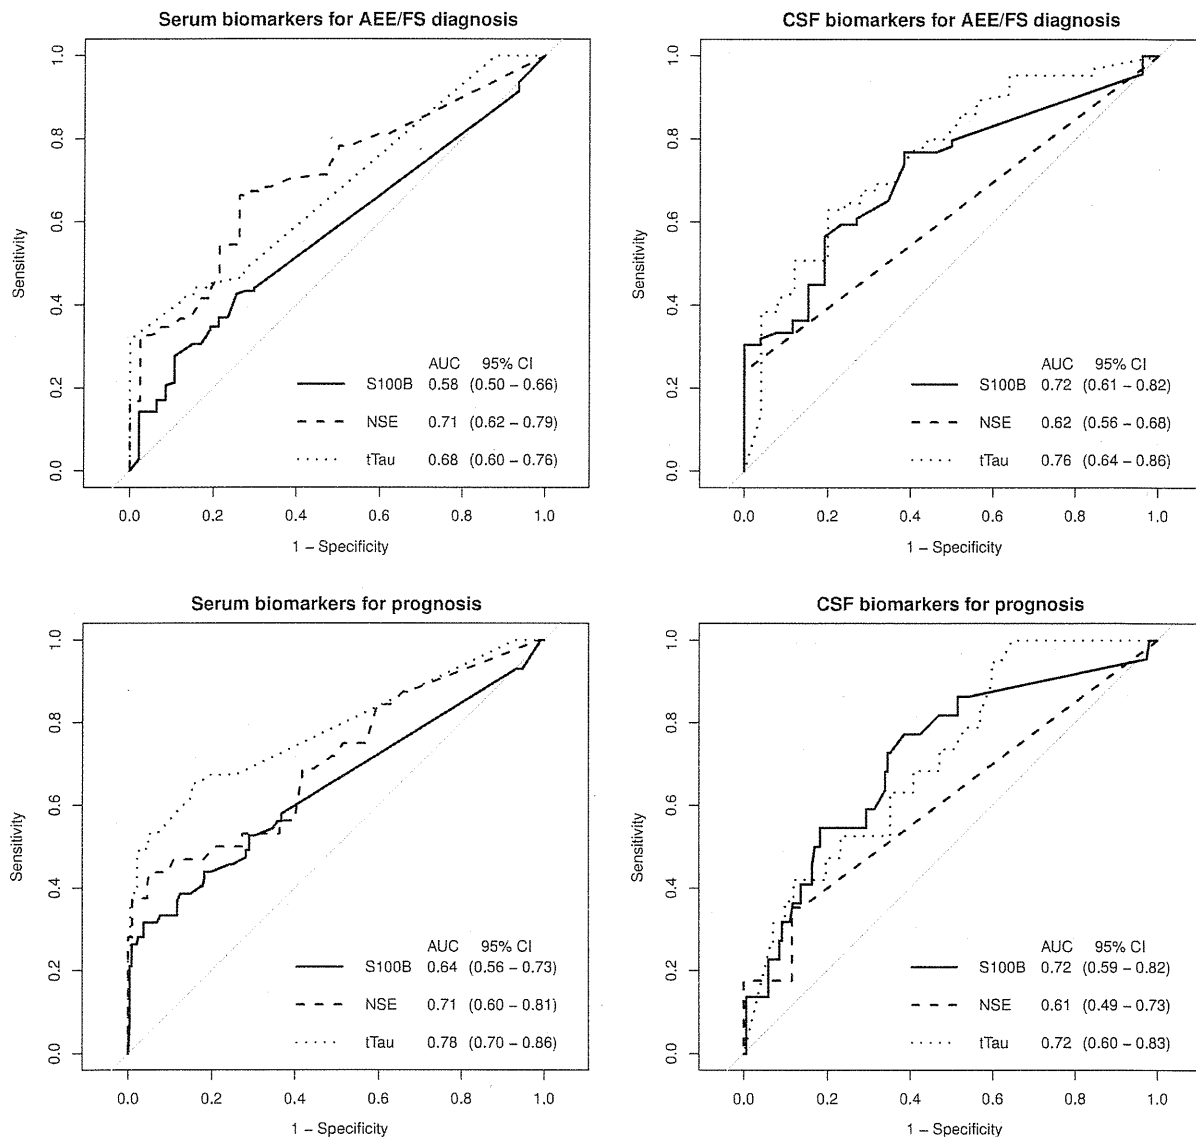 Serum biomarkers for AEE/FS diagnosis
1.0
0.8
0.6
0.4
0.2
0.0
Sensitivity
AUC 95% CI
S100B 0.58 (0.50 – 0.66)
NSE 0.71 (0.62 – 0.79)
tTau 0.68 (0.60 – 0.76)
0.0 0.2 0.4 0.6 0.8 1.0
1 – Specificity
CSF biomarkers for AEE/FS diagnosis
1.0
0.8
0.6
0.4
0.2
0.0
Sensitivity
AUC 95% CI
S100B 0.72 (0.61 – 0.82)
NSE 0.62 (0.56 – 0.68)
tTau 0.76 (0.64 – 0.86)
0.0 0.2 0.4 0.6 0.8 1.0
1 – Specificity
Serum biomarkers for prognosis
1.0
0.8
0.6
0.4
0.2
0.0
Sensitivity
AUC 95% CI
S100B 0.64 (0.56 – 0.73)
NSE 0.71 (0.60 – 0.81)
tTau 0.78 (0.70 – 0.86)
0.0 0.2 0.4 0.6 0.8 1.0
1 – Specificity
CSF biomarkers for prognosis
1.0
0.8
0.6
0.4
0.2
0.0
Sensitivity
AUC 95% CI
S100B 0.72 (0.59 – 0.82)
NSE 0.61 (0.49 – 0.73)
tTau 0.72 (0.60 – 0.83)
0.0 0.2 0.4 0.6 0.8 1.0
1 – Specificity